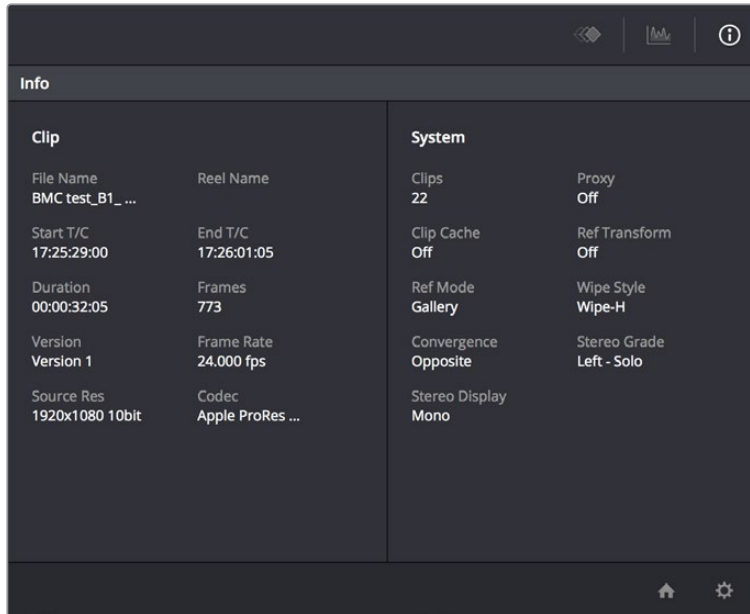 Info
Clip
File Name
BMC test_B1_ ...
Reel Name
Start T/C
17:25:29:00
End T/C
17:26:01:05
Duration
00:00:32:05
Frames
773
Version
Version 1
Frame Rate
24.000 fps
Source Res
1920x1080 10bit
Codec
Apple ProRes ...
System
Clips
22
Proxy
Off
Clip Cache
Off
Ref Transform
Off
Ref Mode
Gallery
Wipe Style
Wipe-H
Convergence
Opposite
Stereo Grade
Left - Solo
Stereo Display
Mono